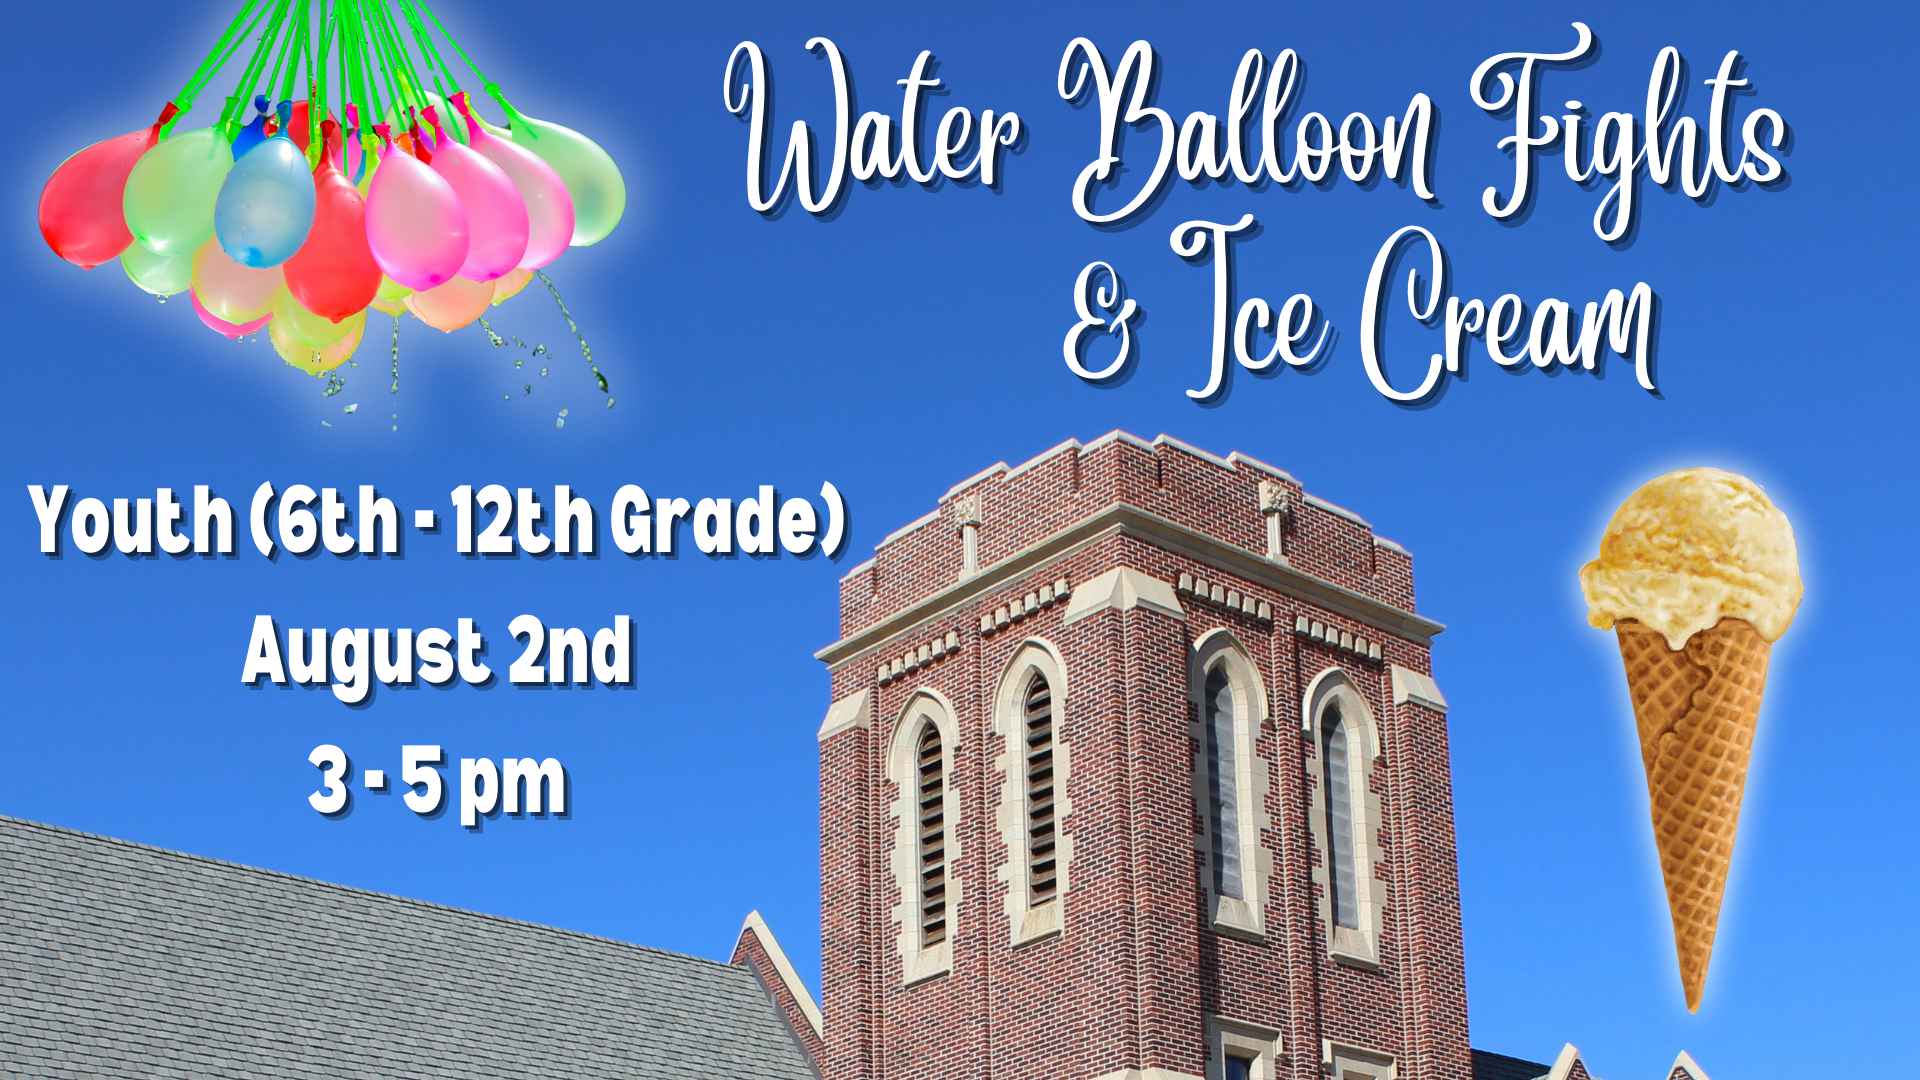 Water Balloon Fights
& Ice Cream
Youth (6th - 12th Grade)
August 2nd
3 - 5 pm